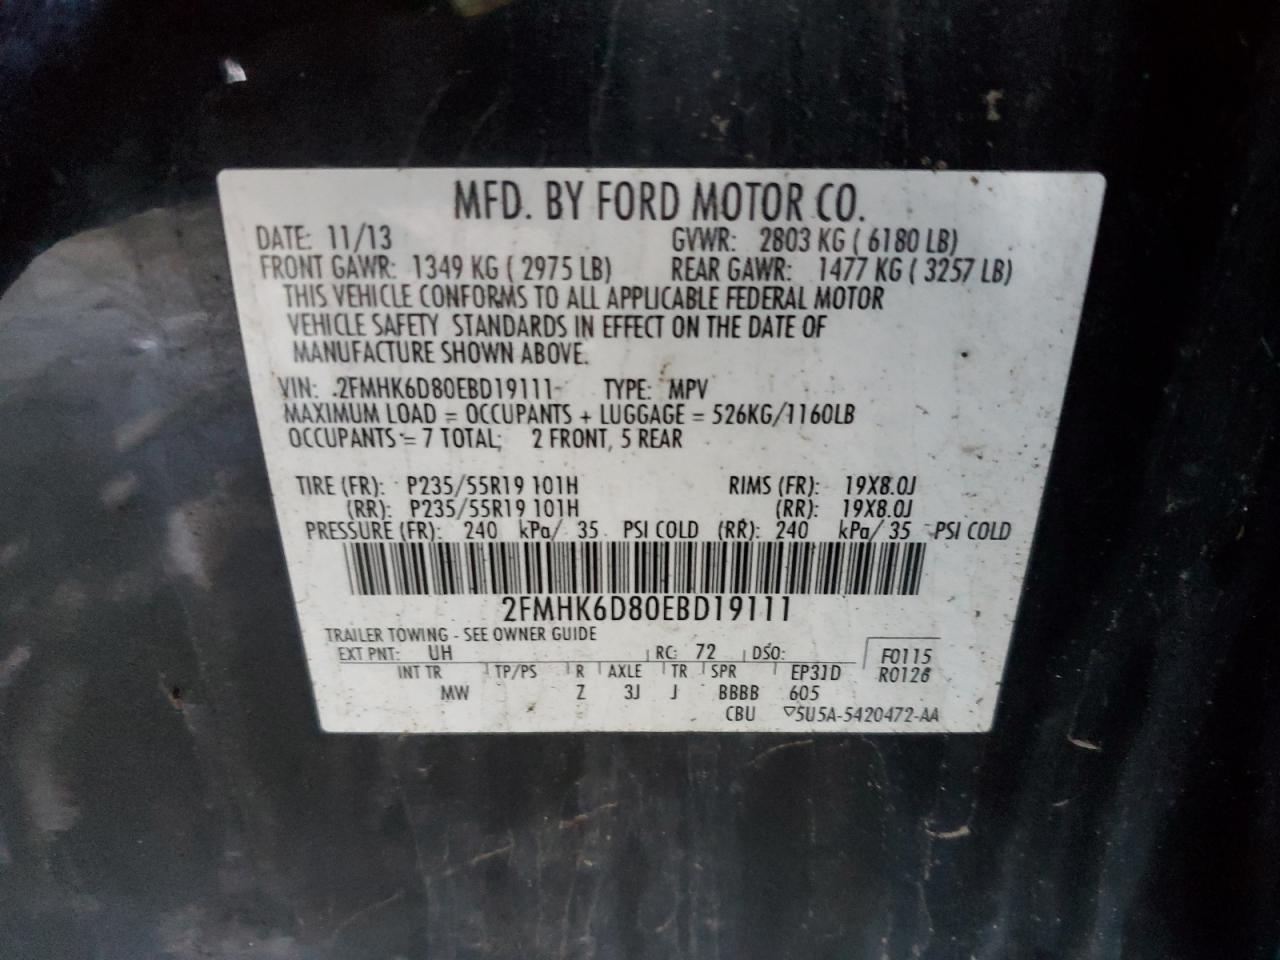 MFD. BY FORD MOTOR CO.
DATE: 11/13 GVWR: 2803 KG ( 6180 LB)
FRONT GAWR: 1349 KG ( 2975 LB) REAR GAWR: 1477 KG ( 3257 LB)
THIS VEHICLE CONFORMS TO ALL APPLICABLE FEDERAL MOTOR
VEHICLE SAFETY STANDARDS IN EFFECT ON THE DATE OF
MANUFACTURE SHOWN ABOVE.
VIN: 2FMHK6D80EBD19111 TYPE: MPV
MAXIMUM LOAD = OCCUPANTS + LUGGAGE = 526KG/1160LB
OCCUPANTS = 7 TOTAL; 2 FRONT, 5 REAR
TIRE (FR): P235/55R19 101H RIMS (FR): 19X8.0J
(RR): P235/55R19 101H (RR): 19X8.0J
PRESSURE (FR): 240 kPa/ 35 PSI COLD (RR): 240 kPa/ 35 PSI COLD
2FMHK6D80EBD19111
TRAILER TOWING - SEE OWNER GUIDE
EXT PNT: UH RC: 72 DSO: F0115
INT TR TP/PS R AXLE TR SPR EP31D R0126
MW Z 3J J BBBB 605
CBU ▽5U5A-5420472-AA